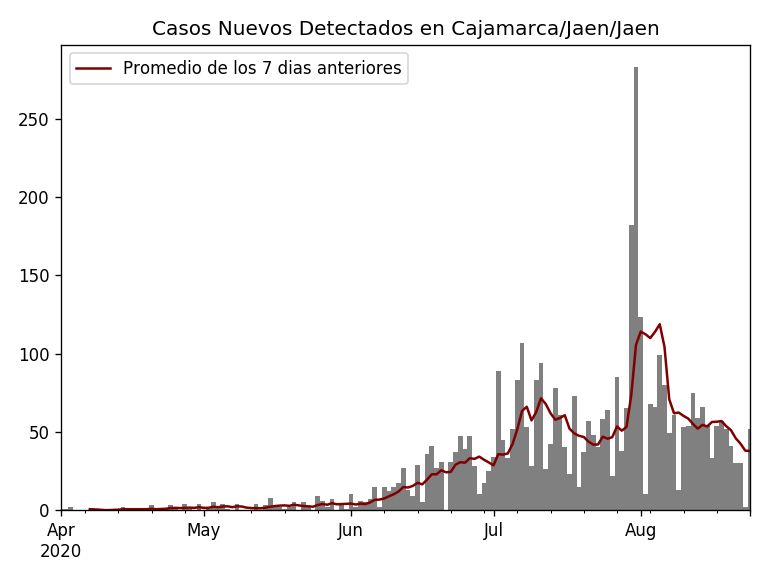 Casos Nuevos Detectados en Cajamarca/Jaen/Jaen
Promedio de los 7 dias anteriores
250
200
150
100
50
0
Apr May Jun Jul Aug
2020